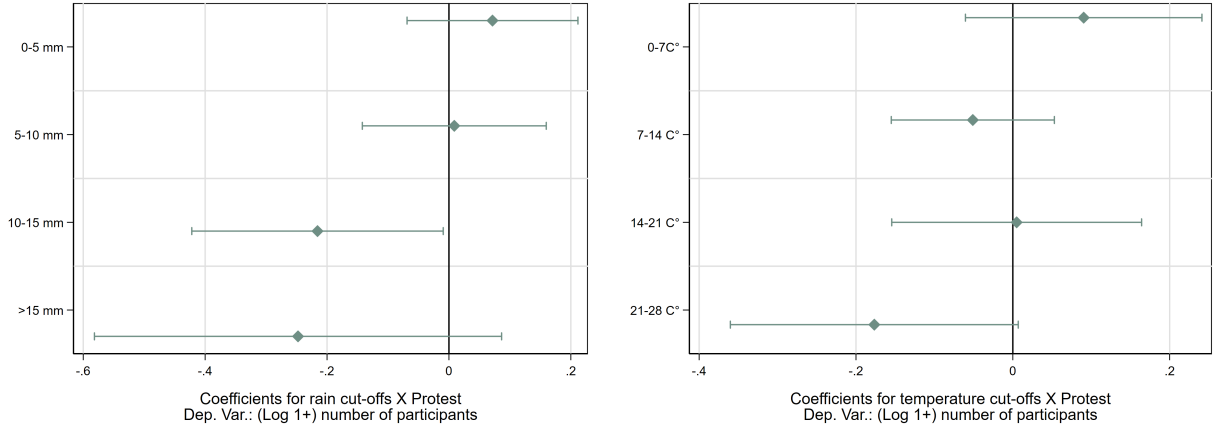 0-5 mm
5-10 mm
10-15 mm
>15 mm
-.6 -.4 -.2 0 .2
Coefficients for rain cut-offs X Protest
Dep. Var.: (Log 1+) number of participants
0-7C°
7-14 C°
14-21 C°
21-28 C°
-.4 -.2 0 .2
Coefficients for temperature cut-offs X Protest
Dep. Var.: (Log 1+) number of participants